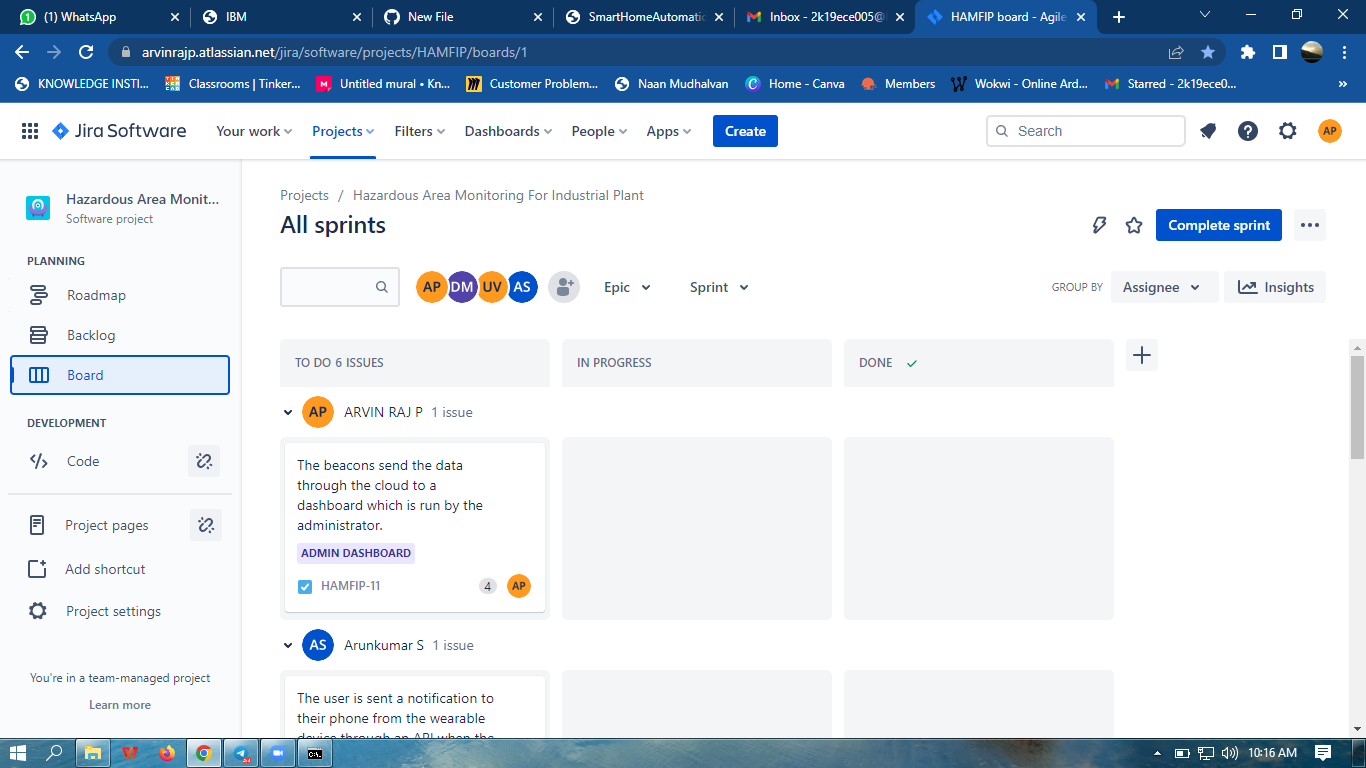 (1) WhatsApp
IBM
New File
SmartHomeAutomatic
Inbox - 2k19ece005@
HAMFIP board - Agile
arvinrajp.atlassian.net/jira/software/projects/HAMFIP/boards/1
KNOWLEDGE INSTI...
Classrooms | Tinker...
Untitled mural • Kn...
Customer Problem...
Naan Mudhalvan
Home - Canva
Members
Wokwi - Online Ard...
Starred - 2k19ece0...
»
Jira Software
Your work
Projects
Filters
Dashboards
People
Apps
Create
Search
AP
Hazardous Area Monit...
Software project
PLANNING
Roadmap
Backlog
Board
DEVELOPMENT
Code
Project pages
Add shortcut
Project settings
You're in a team-managed project
Learn more
Projects / Hazardous Area Monitoring For Industrial Plant
All sprints
Complete sprint
AP DM UV AS
Epic
Sprint
GROUP BY
Assignee
Insights
TO DO 6 ISSUES
IN PROGRESS
DONE
AP ARVIN RAJ P 1 issue
The beacons send the data
through the cloud to a
dashboard which is run by the
administrator.
ADMIN DASHBOARD
HAMFIP-11
4
AP
AS Arunkumar S 1 issue
The user is sent a notification to
their phone from the wearable
device through an API when the
10:16 AM